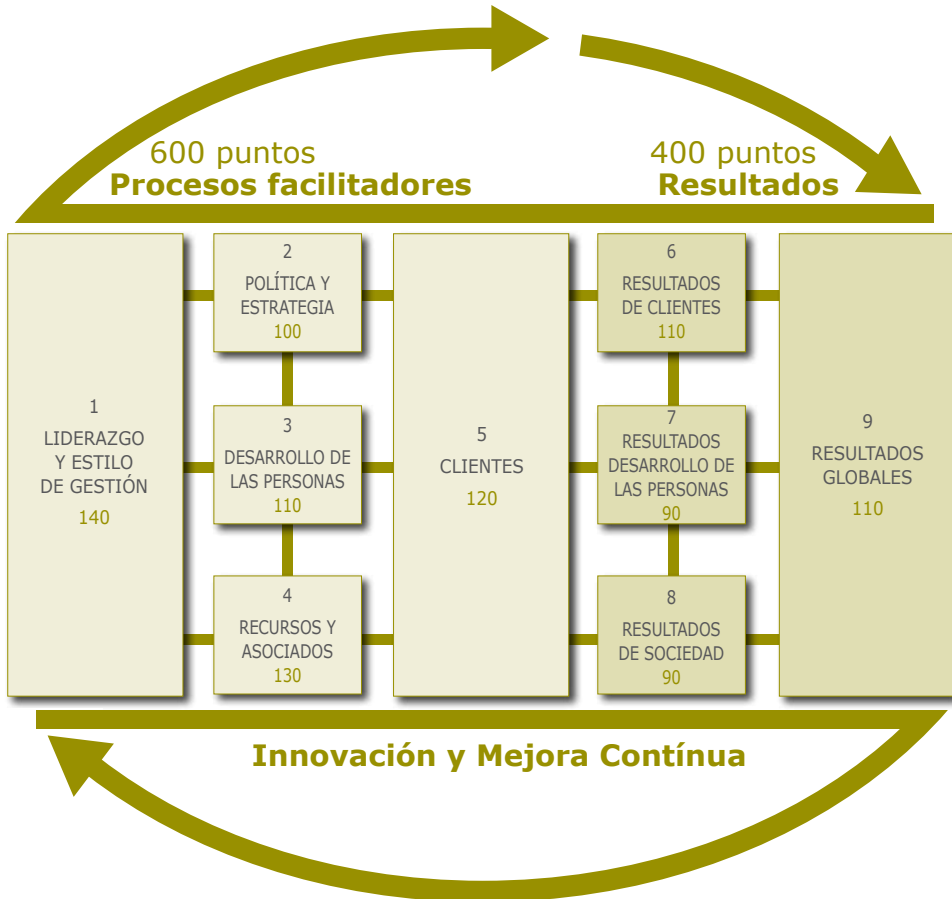 600 puntos
Procesos facilitadores
400 puntos
Resultados
1
LIDERAZGO
Y ESTILO
DE GESTIÓN
140
2
POLÍTICA Y
ESTRATEGIA
100
3
DESARROLLO DE
LAS PERSONAS
110
4
RECURSOS Y
ASOCIADOS
130
5
CLIENTES
120
6
RESULTADOS
DE CLIENTES
110
7
RESULTADOS
DESARROLLO DE
LAS PERSONAS
90
8
RESULTADOS
DE SOCIEDAD
90
9
RESULTADOS
GLOBALES
110
Innovación y Mejora Contínua